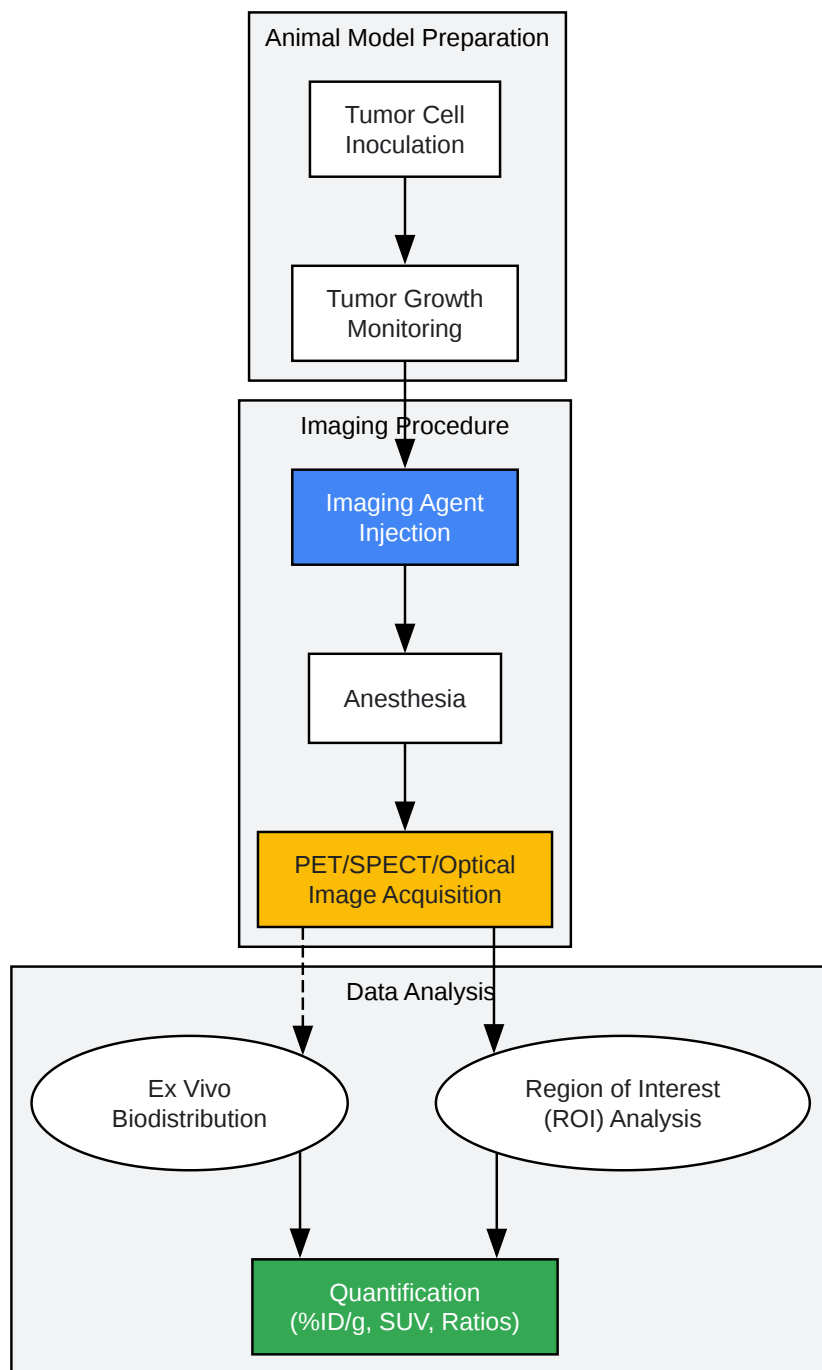 Animal Model Preparation
Tumor Cell
Inoculation
Tumor Growth
Monitoring
Imaging Procedure
Imaging Agent
Injection
Anesthesia
PET/SPECT/Optical
Image Acquisition
Data Analysis
Ex Vivo
Biodistribution
Region of Interest
(ROI) Analysis
Quantification
(%ID/g, SUV, Ratios)